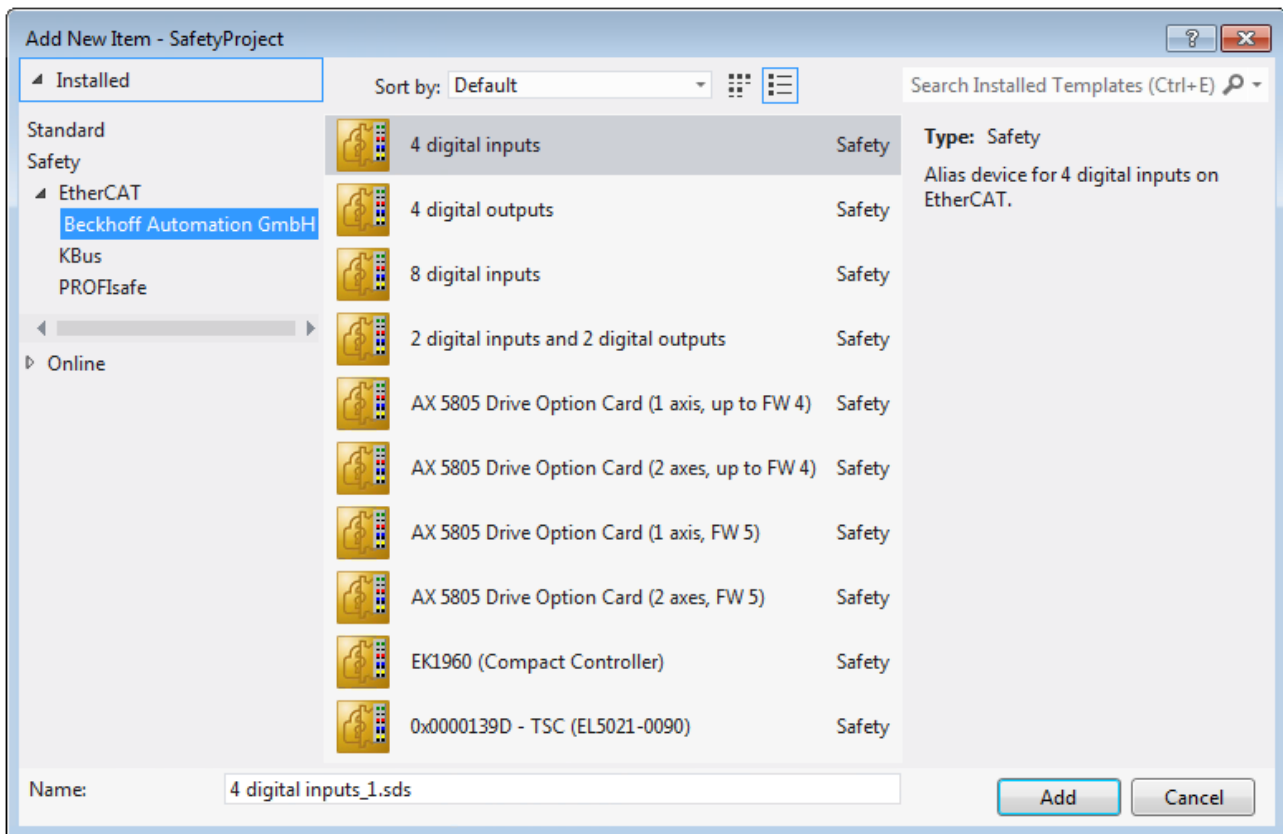 Add New Item - SafetyProject
?
Installed
Sort by: Default
Search Installed Templates (Ctrl+E)
Standard
Safety
EtherCAT
Beckhoff Automation GmbH
KBus
PROFIsafe
Online
4 digital inputs Safety
4 digital outputs Safety
8 digital inputs Safety
2 digital inputs and 2 digital outputs Safety
AX 5805 Drive Option Card (1 axis, up to FW 4) Safety
AX 5805 Drive Option Card (2 axes, up to FW 4) Safety
AX 5805 Drive Option Card (1 axis, FW 5) Safety
AX 5805 Drive Option Card (2 axes, FW 5) Safety
EK1960 (Compact Controller) Safety
0x0000139D - TSC (EL5021-0090) Safety
Type: Safety
Alias device for 4 digital inputs on
EtherCAT.
Name: 4 digital inputs_1.sds
Add Cancel